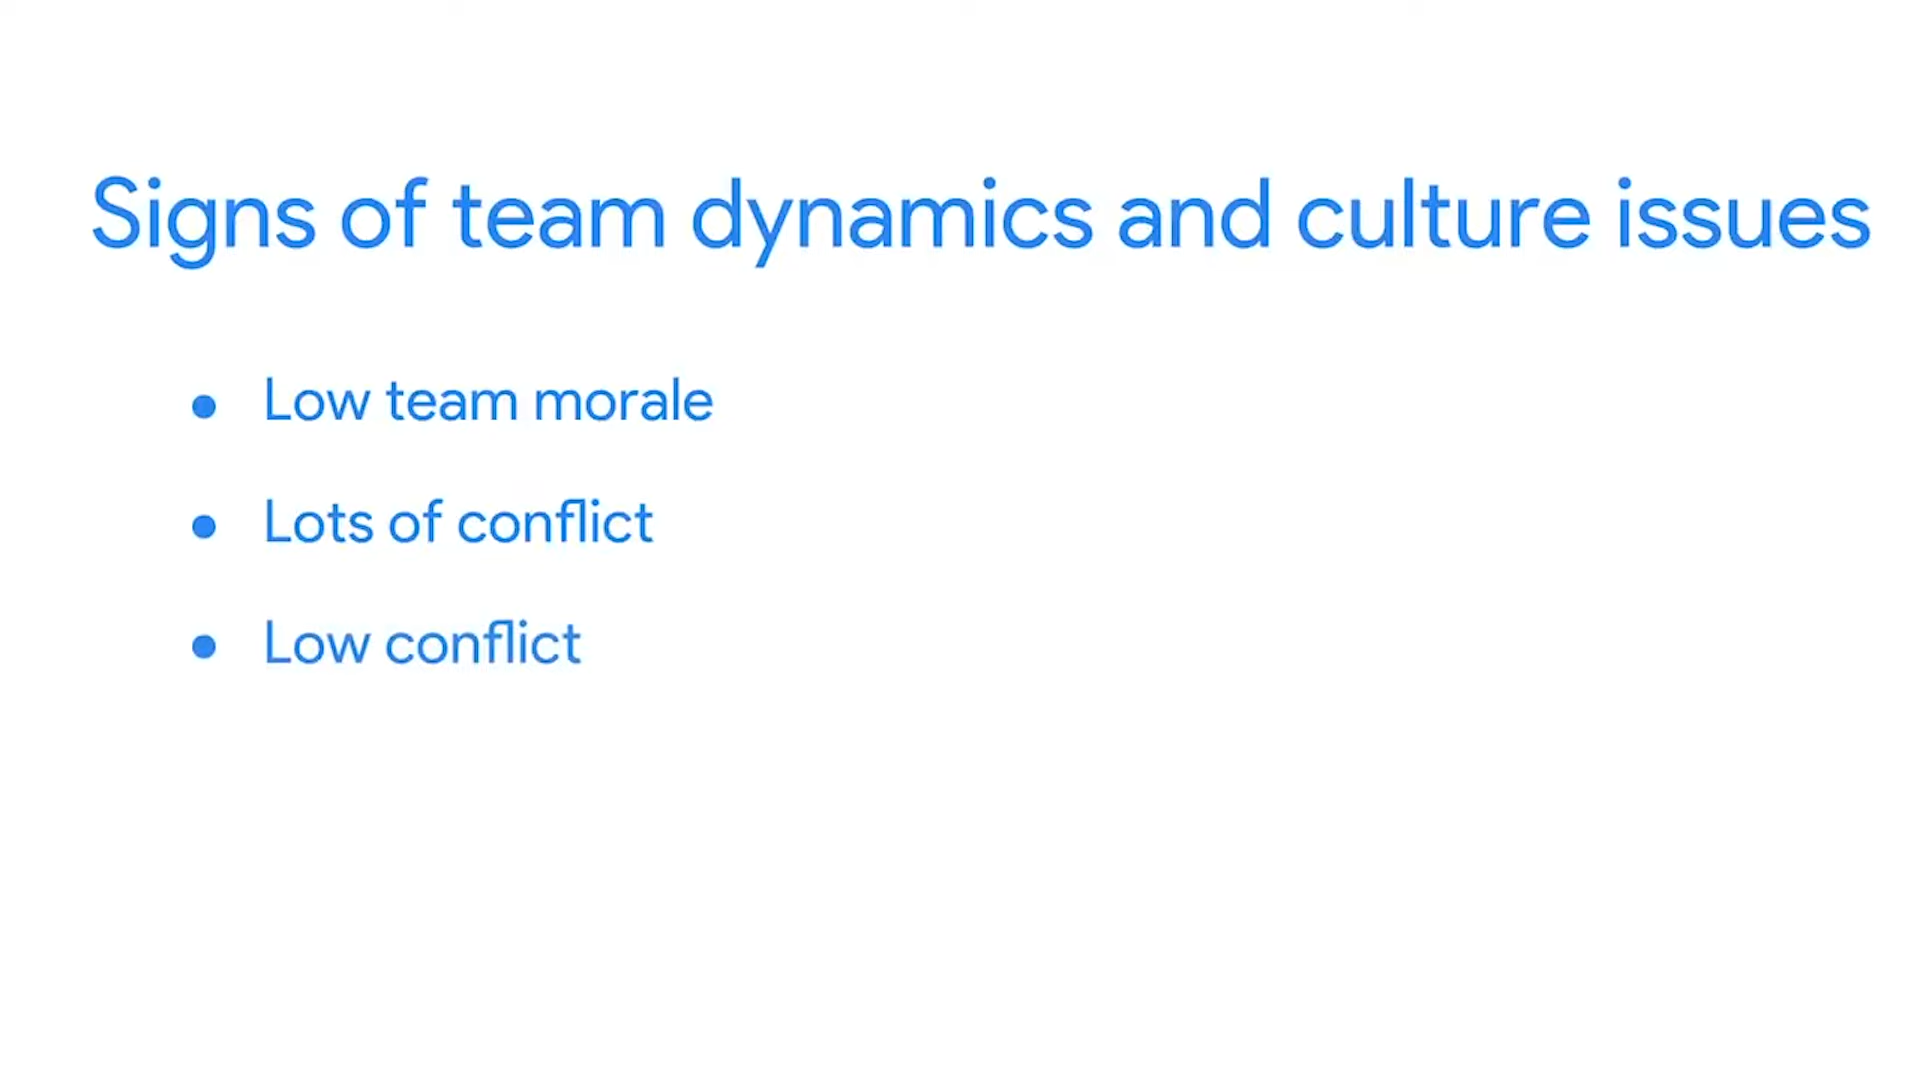 Signs of team dynamics and culture issues
● Low team morale
● Lots of conflict
● Low conflict